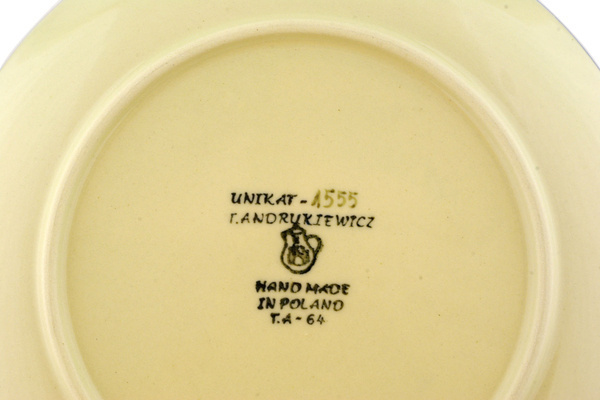 UNIKAT - 1555
T.ANDRUKIEWICZ
HAND MADE
IN POLAND
T.A - 64